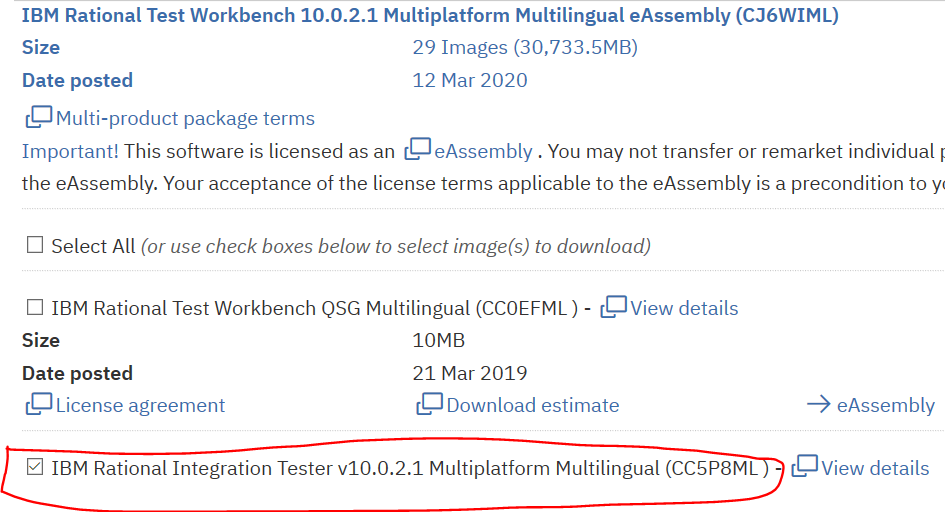 IBM Rational Test Workbench 10.0.2.1 Multiplatform Multilingual eAssembly (CJ6WIML)
Size 29 Images (30,733.5MB)
Date posted 12 Mar 2020
Multi-product package terms
Important! This software is licensed as an eAssembly . You may not transfer or remarket individual
the eAssembly. Your acceptance of the license terms applicable to the eAssembly is a precondition to
Select All (or use check boxes below to select image(s) to download)
IBM Rational Test Workbench QSG Multilingual (CC0EFML ) - View details
Size 10MB
Date posted 21 Mar 2019
License agreement Download estimate → eAssembly
IBM Rational Integration Tester v10.0.2.1 Multiplatform Multilingual (CC5P8ML ) - View details